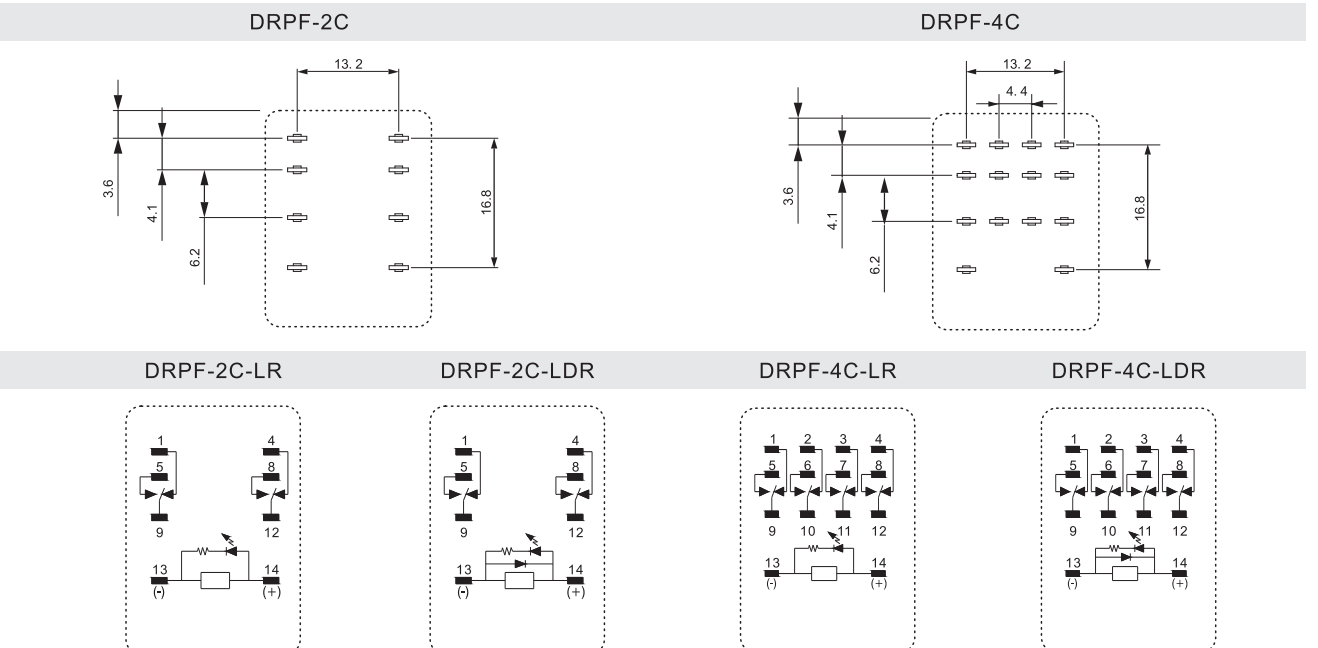 DRPF-2C DRPF-4C
13.2 13.2
4.4
3.6 4.1 6.2 16.8 3.6 4.1 6.2 16.8
DRPF-2C-LR DRPF-2C-LDR DRPF-4C-LR DRPF-4C-LDR
1 4 1 4 1 2 3 4 1 2 3 4
5 8 5 8 5 6 7 8 5 6 7 8
9 12 9 12 9 10 11 12 9 10 11 12
13 14 13 14 13 14 13 14
(-) (+) (-) (+) (-) (+) (-) (+)